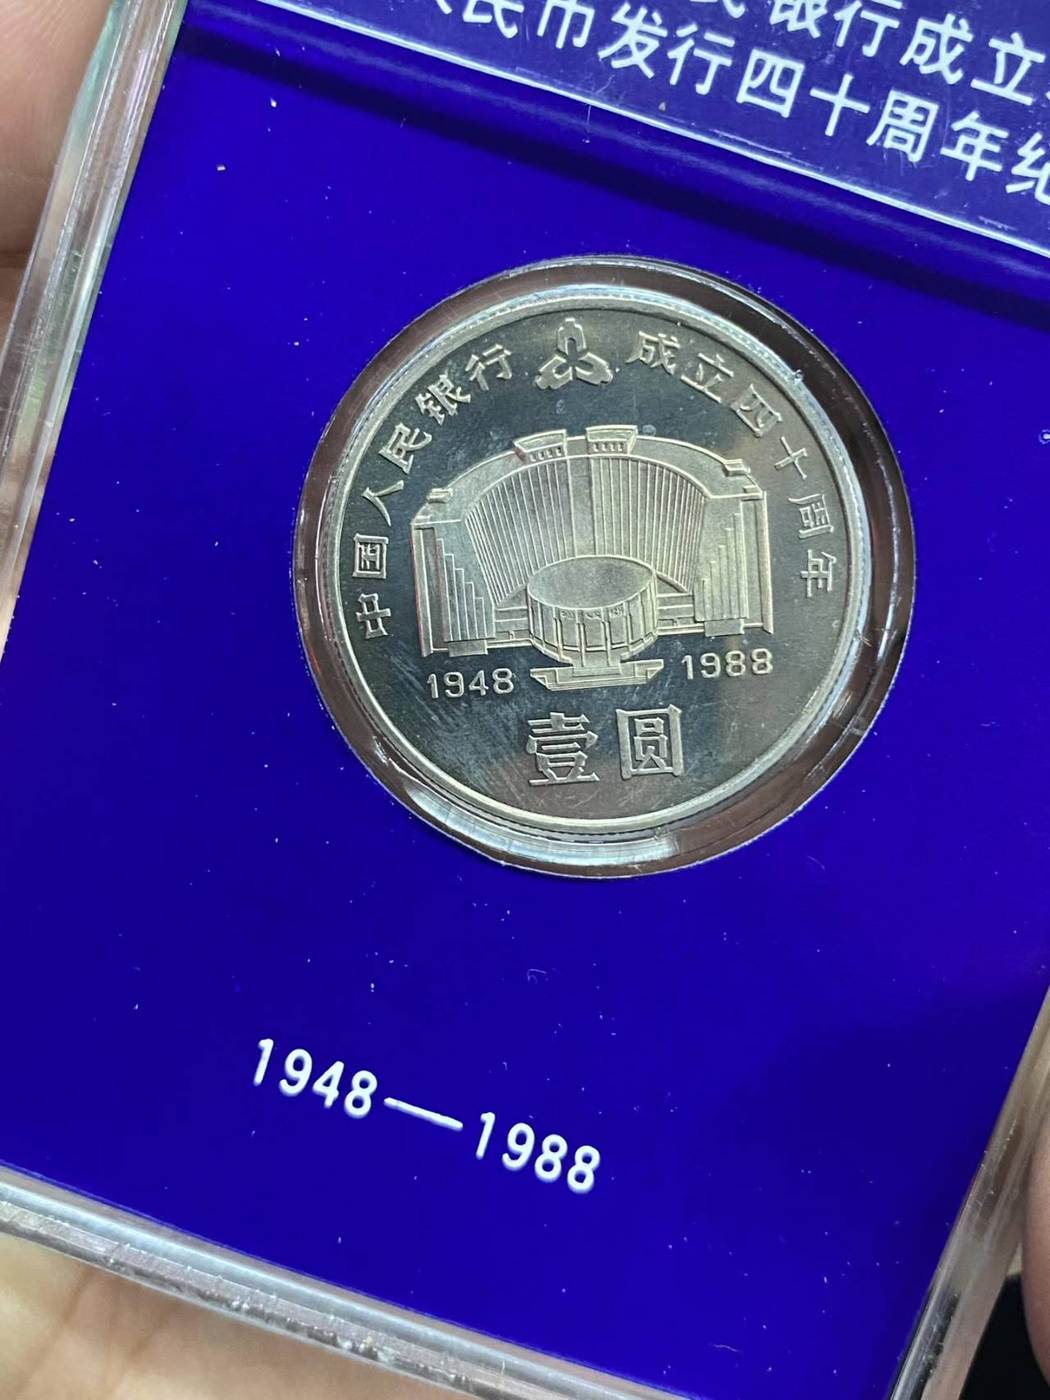 银行成立
民币发行四十周年纪
中国人民银行 成立四十周年
1948 1988
壹圆
1948—1988